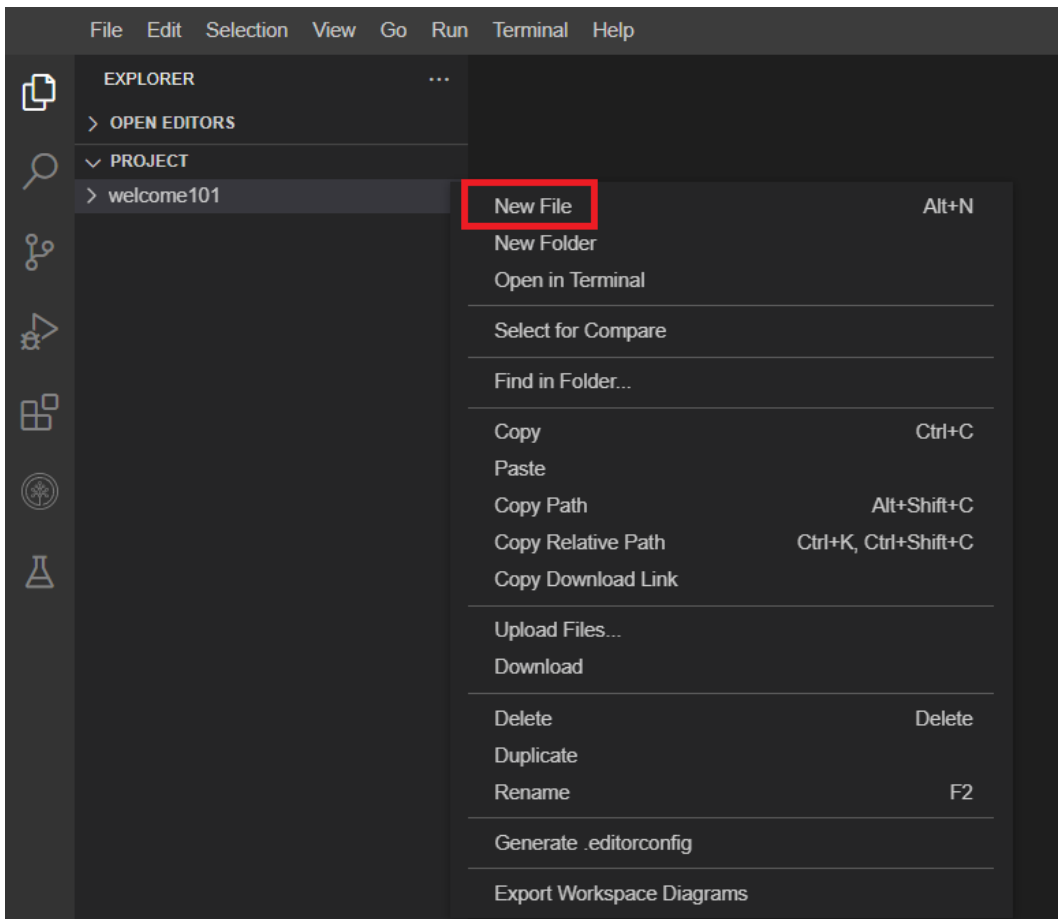 File Edit Selection View Go Run Terminal Help
EXPLORER ...
OPEN EDITORS
PROJECT
welcome101
New File Alt+N
New Folder
Open in Terminal
Select for Compare
Find in Folder...
Copy Ctrl+C
Paste
Copy Path Alt+Shift+C
Copy Relative Path Ctrl+K, Ctrl+Shift+C
Copy Download Link
Upload Files...
Download
Delete Delete
Duplicate
Rename F2
Generate .editorconfig
Export Workspace Diagrams